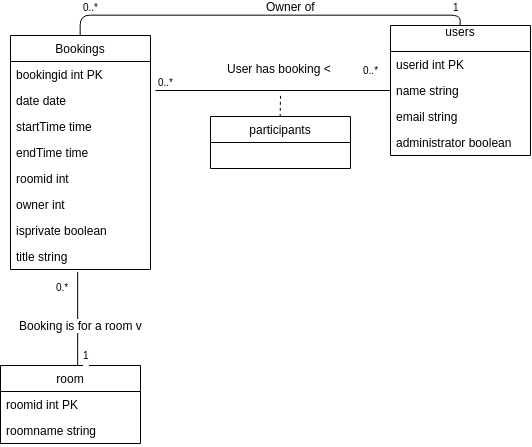 0..*
Owner of
1
Bookings
bookingid int PK
date date
startTime time
endTime time
roomid int
owner int
isprivate boolean
title string
0..*
User has booking <
0..*
participants
users
userid int PK
name string
email string
administrator boolean
0.*
Booking is for a room v
1
room
roomid int PK
roomname string